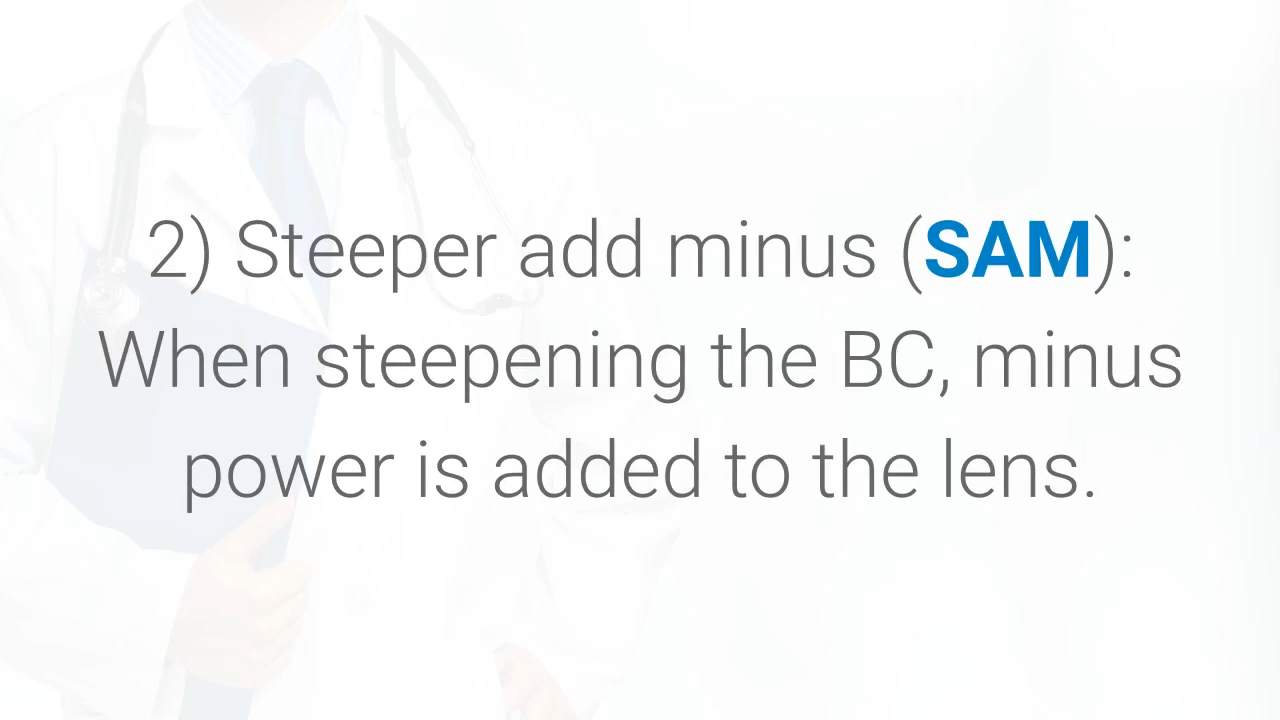 2) Steeper add minus (SAM):
When steepening the BC, minus
power is added to the lens.